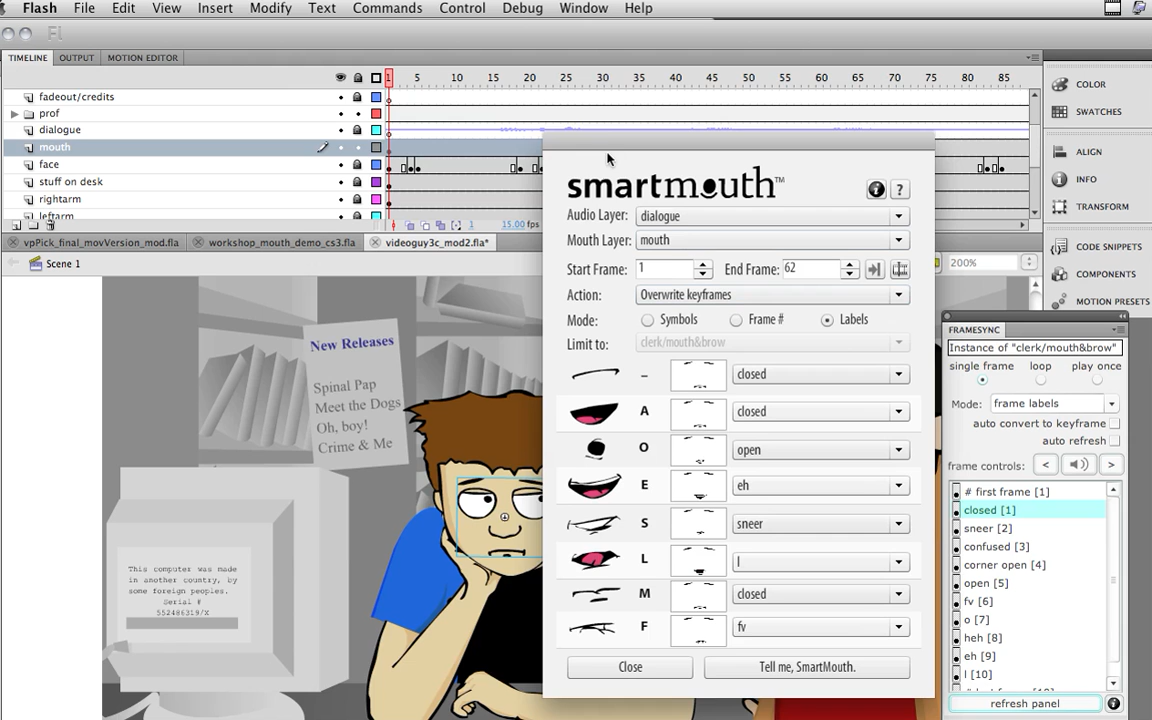 Flash File Edit View Insert Modify Text Commands Control Debug Window Help
Fl
TIMELINE OUTPUT MOTION EDITOR
1 5 10 15 20 25 30 35 40 45 50 55 60 65 70 75 80 85
fadeout/credits
prof
dialogue
mouth
face
stuff on desk
rightarm
leftarm
1 15.00 fps
vpPick_final_movVersion_mod.fla workshop_mouth_demo_cs3.fla videoguy3c_mod2.fla*
Scene 1
200%
COLOR
SWATCHES
ALIGN
INFO
TRANSFORM
CODE SNIPPETS
COMPONENTS
MOTION PRESETS
New Releases
Spinal Pap
Meet the Dogs
Oh, boy!
Crime & Me
This computer was made
in another country, by
some foreign peoples.
Serial #
552486319/X
smartmouth™
Audio Layer: dialogue
Mouth Layer: mouth
Start Frame: 1 End Frame: 62
Action: Overwrite keyframes
Mode: Symbols Frame # Labels
Limit to: clerk/mouth&brow
– closed
A closed
O open
E eh
S sneer
L l
M closed
F fv
Close Tell me, SmartMouth.
FRAMESYNC
Instance of "clerk/mouth&brow"
single frame loop play once
Mode: frame labels
auto convert to keyframe
auto refresh
frame controls: < >
# first frame [1]
closed [1]
sneer [2]
confused [3]
corner open [4]
open [5]
fv [6]
o [7]
heh [8]
eh [9]
l [10]
refresh panel